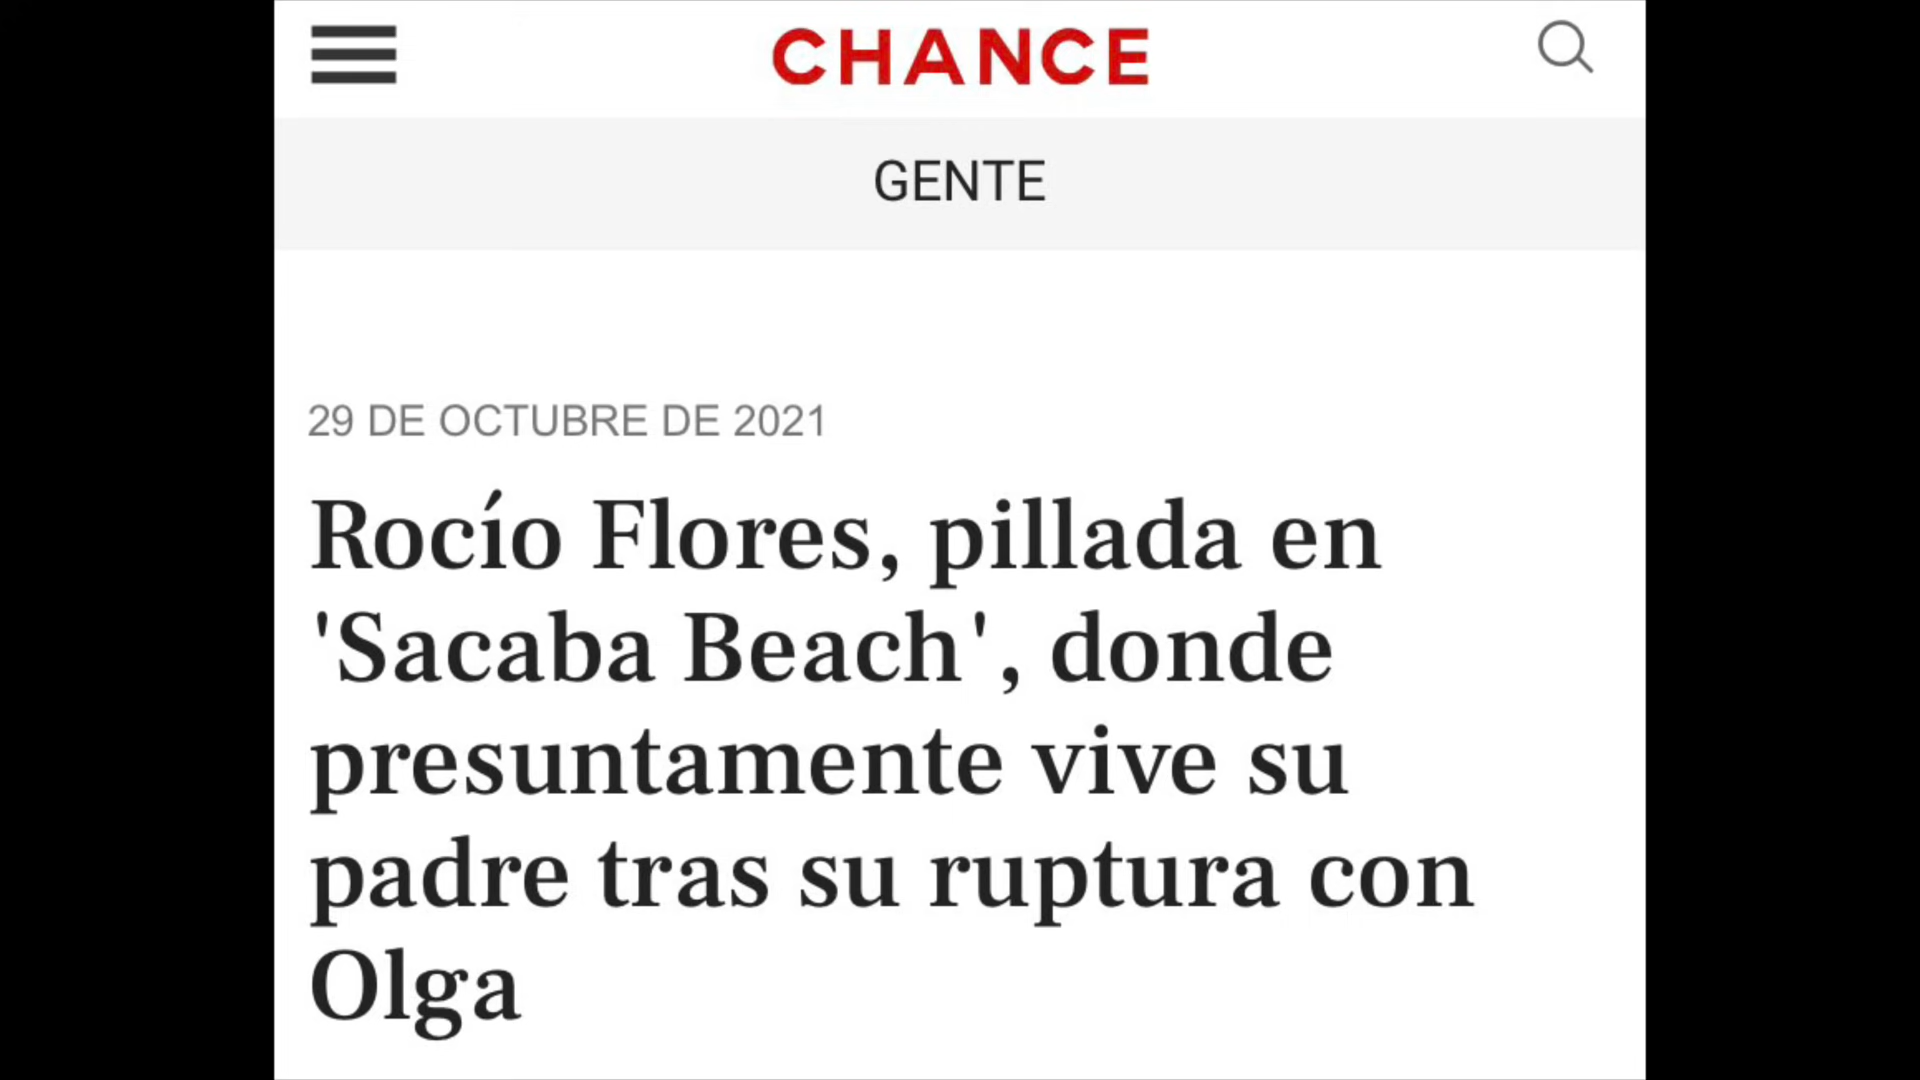 CHANCE
GENTE
29 DE OCTUBRE DE 2021
Rocío Flores, pillada en
'Sacaba Beach', donde
presuntamente vive su
padre tras su ruptura con
Olga